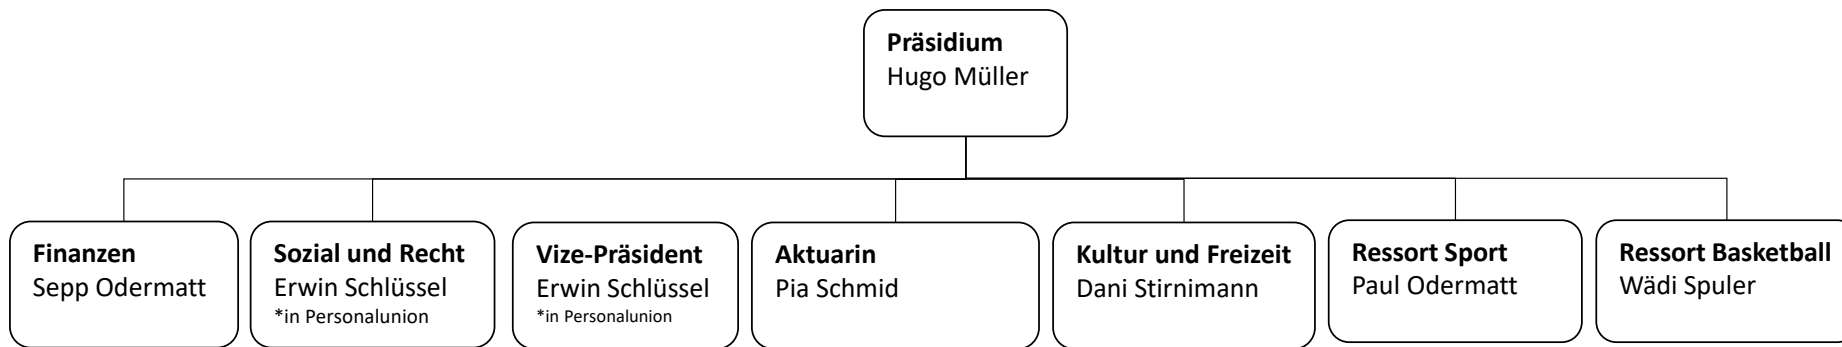 Präsidium
Hugo Müller
Finanzen
Sepp Odermatt
Sozial und Recht
Erwin Schlüssel
*in Personalunion
Vize-Präsident
Erwin Schlüssel
*in Personalunion
Aktuarin
Pia Schmid
Kultur und Freizeit
Dani Stirnimann
Ressort Sport
Paul Odermatt
Ressort Basketball
Wädi Spuler